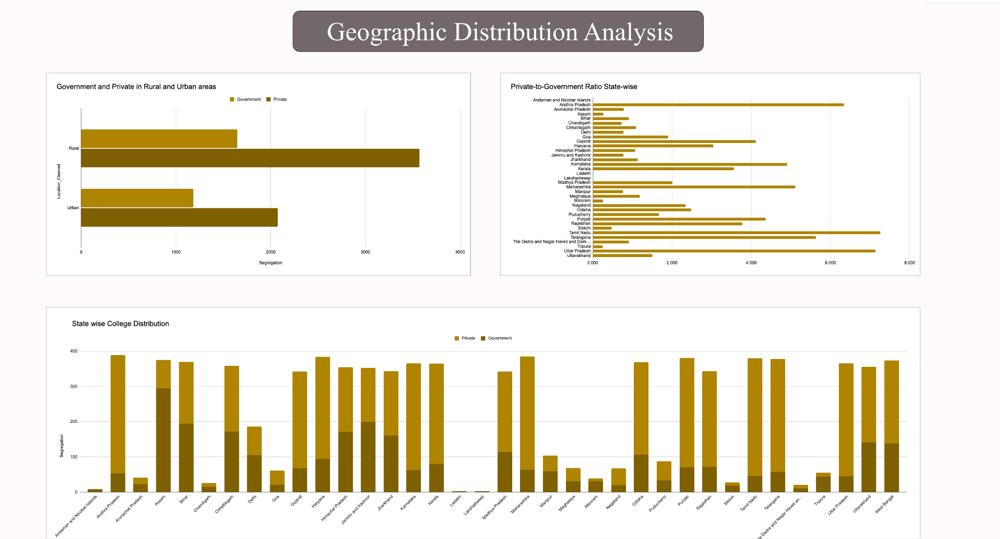 Geographic Distribution Analysis
Government and Private in Rural and Urban areas
Government Private
Location_Cleaned
Rural
Urban
0 1000 2000 3000 4000
Segregation
Private-to-Government Ratio State-wise
Andaman and Nicobar Islands
Andhra Pradesh
Arunachal Pradesh
Assam
Bihar
Chandigarh
Chhattisgarh
Delhi
Goa
Gujarat
Haryana
Himachal Pradesh
Jammu and Kashmir
Jharkhand
Karnataka
Kerala
Ladakh
Lakshadweep
Madhya Pradesh
Maharashtra
Manipur
Meghalaya
Mizoram
Nagaland
Odisha
Puducherry
Punjab
Rajasthan
Sikkim
Tamil Nadu
Telangana
The Dadra and Nagar Haveli and Dam…
Tripura
Uttar Pradesh
Uttarakhand
0.000 2.000 4.000 6.000 8.000
State wise College Distribution
Private Government
Segregation
400
300
200
100
0
Andaman and Nicobar Islands
Andhra Pradesh
Arunachal Pradesh
Assam
Bihar
Chandigarh
Chhattisgarh
Delhi
Goa
Gujarat
Haryana
Himachal Pradesh
Jammu and Kashmir
Jharkhand
Karnataka
Kerala
Ladakh
Lakshadweep
Madhya Pradesh
Maharashtra
Manipur
Meghalaya
Mizoram
Nagaland
Odisha
Puducherry
Punjab
Rajasthan
Sikkim
Tamil Nadu
Telangana
Dadra and Nagar Haveli an…
Tripura
Uttar Pradesh
Uttarakhand
West Bengal